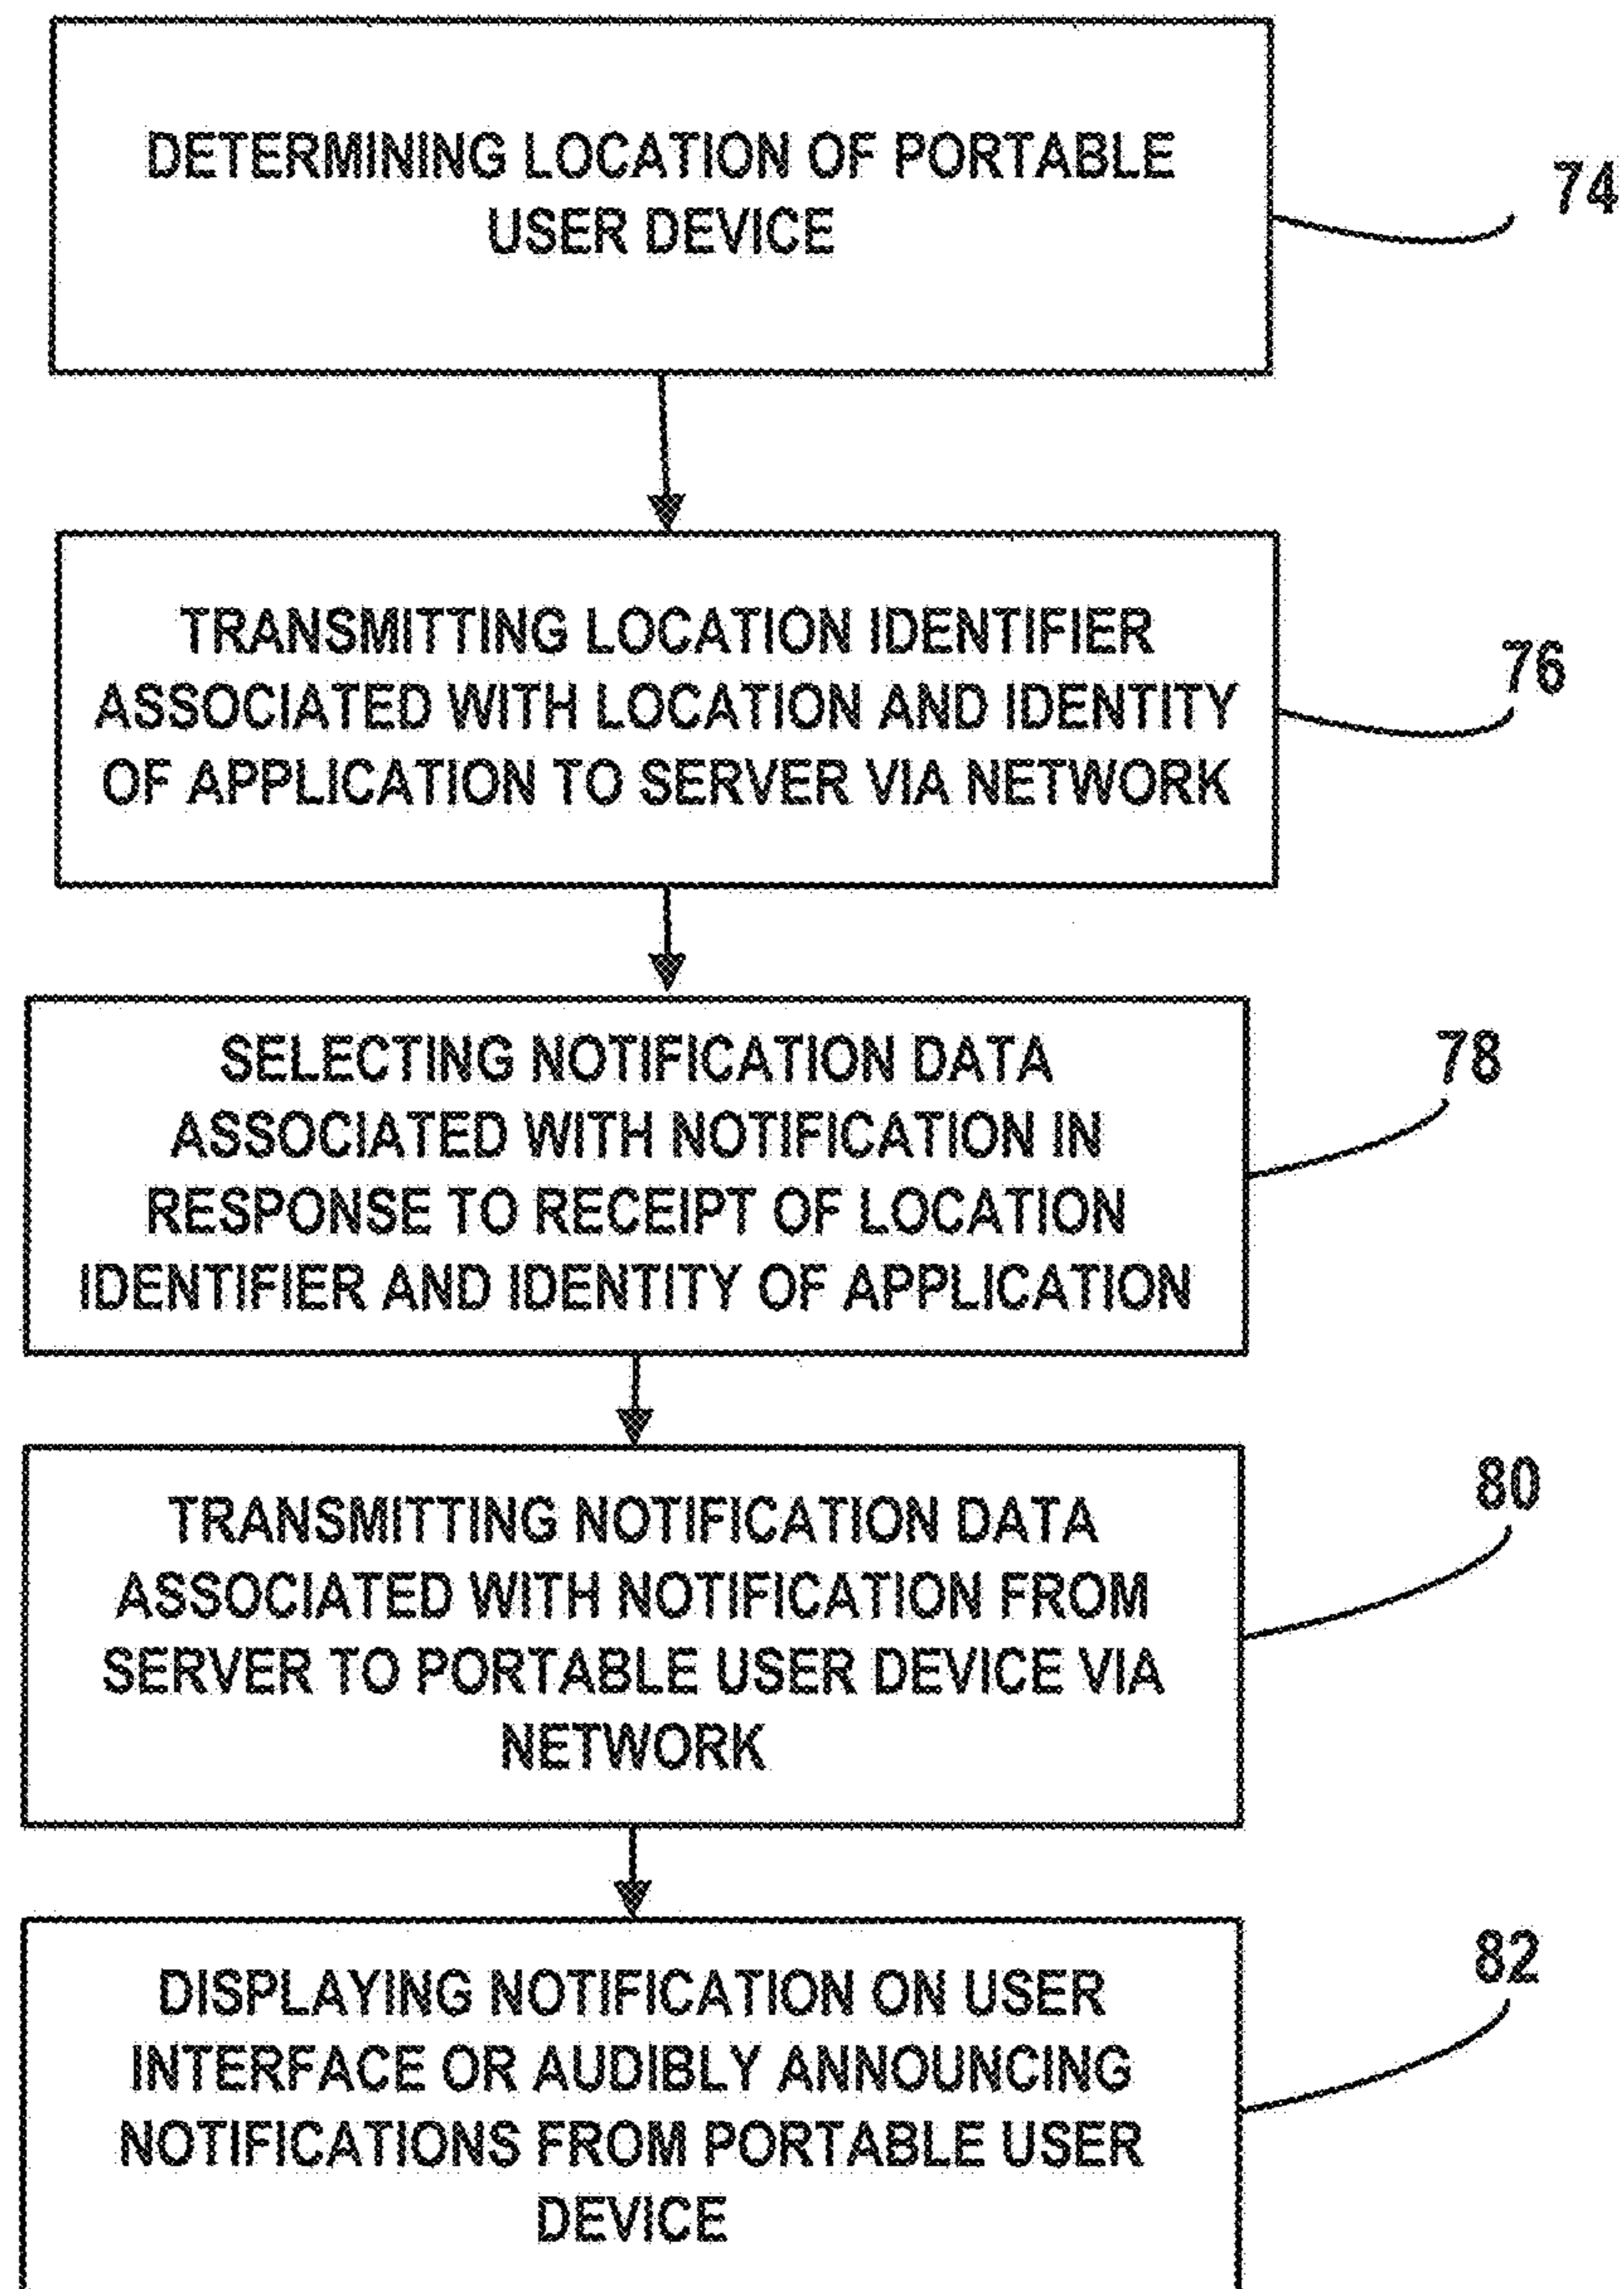 DETERMINING LOCATION OF PORTABLE
USER DEVICE
74
TRANSMITTING LOCATION IDENTIFIER
ASSOCIATED WITH LOCATION AND IDENTITY
OF APPLICATION TO SERVER VIA NETWORK
76
SELECTING NOTIFICATION DATA
ASSOCIATED WITH NOTIFICATION IN
RESPONSE TO RECEIPT OF LOCATION
IDENTIFIER AND IDENTITY OF APPLICATION
78
TRANSMITTING NOTIFICATION DATA
ASSOCIATED WITH NOTIFICATION FROM
SERVER TO PORTABLE USER DEVICE VIA
NETWORK
80
DISPLAYING NOTIFICATION ON USER
INTERFACE OR AUDIBLY ANNOUNCING
NOTIFICATIONS FROM PORTABLE USER
DEVICE
82